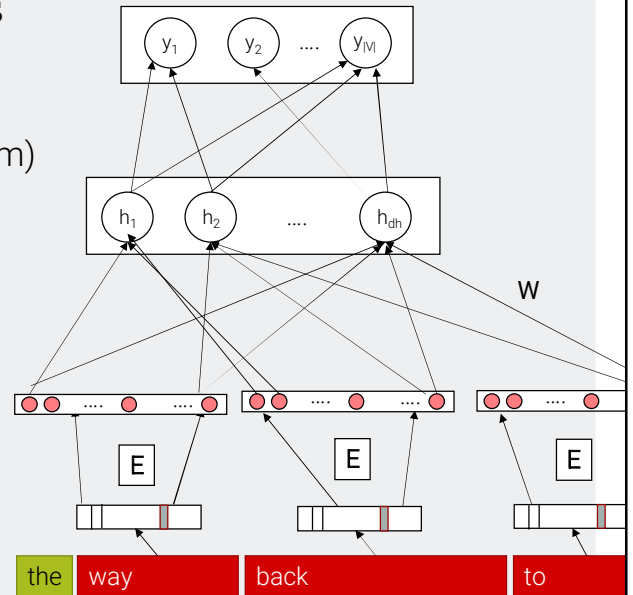 s
y1 y2 .... y|V|
m)
h1 h2 .... hdh
W
.... .... .... .... ....
E E E
the way back to